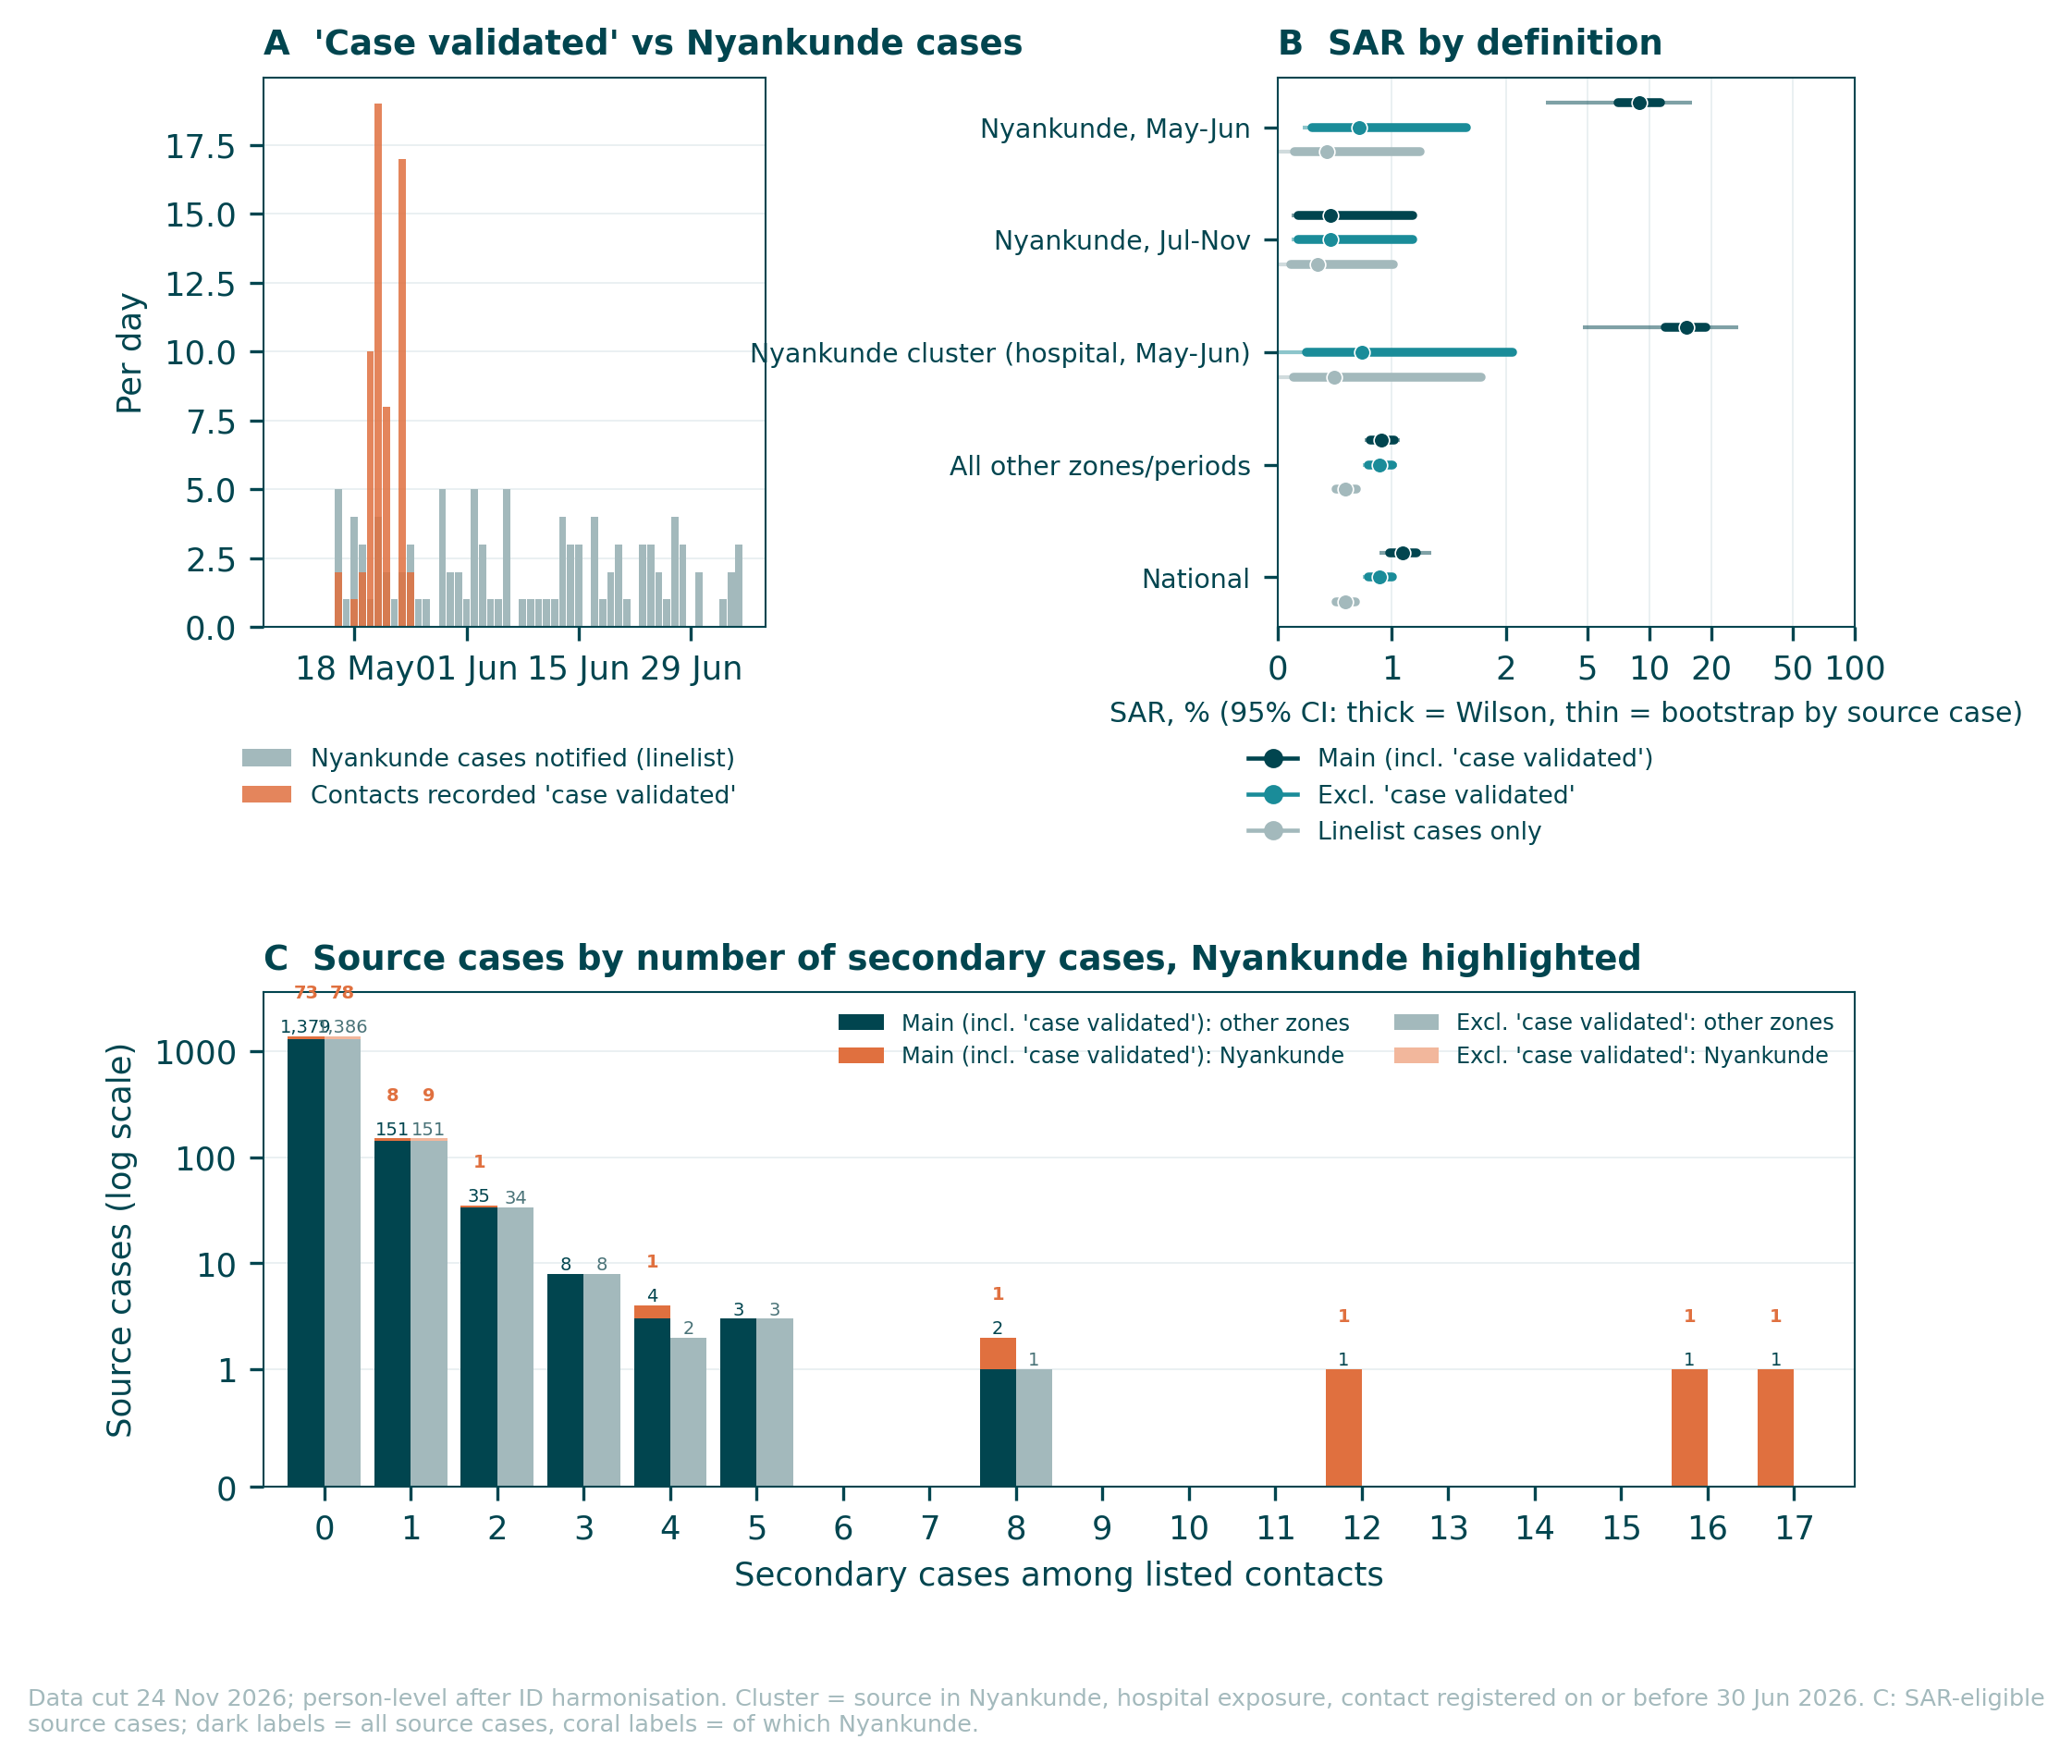 A  'Case validated' vs Nyankunde cases
Per day
17.5
15.0
12.5
10.0
7.5
5.0
2.5
0.0
18 May 01 Jun 15 Jun 29 Jun
Nyankunde cases notified (linelist)
Contacts recorded 'case validated'
B  SAR by definition
Nyankunde, May-Jun
Nyankunde, Jul-Nov
Nyankunde cluster (hospital, May-Jun)
All other zones/periods
National
0 1 2 5 10 20 50 100
SAR, % (95% CI: thick = Wilson, thin = bootstrap by source case)
Main (incl. 'case validated')
Excl. 'case validated'
Linelist cases only
C  Source cases by number of secondary cases, Nyankunde highlighted
Source cases (log scale)
1000
100
10
1
0
Main (incl. 'case validated'): other zones
Main (incl. 'case validated'): Nyankunde
Excl. 'case validated': other zones
Excl. 'case validated': Nyankunde
73 78
1,379 1,386
8 9
151 151
1
35 34
8 8
1
4 2
3 3
1
2 1
1
1
1
1
1
1
0 1 2 3 4 5 6 7 8 9 10 11 12 13 14 15 16 17
Secondary cases among listed contacts
Data cut 24 Nov 2026; person-level after ID harmonisation. Cluster = source in Nyankunde, hospital exposure, contact registered on or before 30 Jun 2026. C: SAR-eligible
source cases; dark labels = all source cases, coral labels = of which Nyankunde.